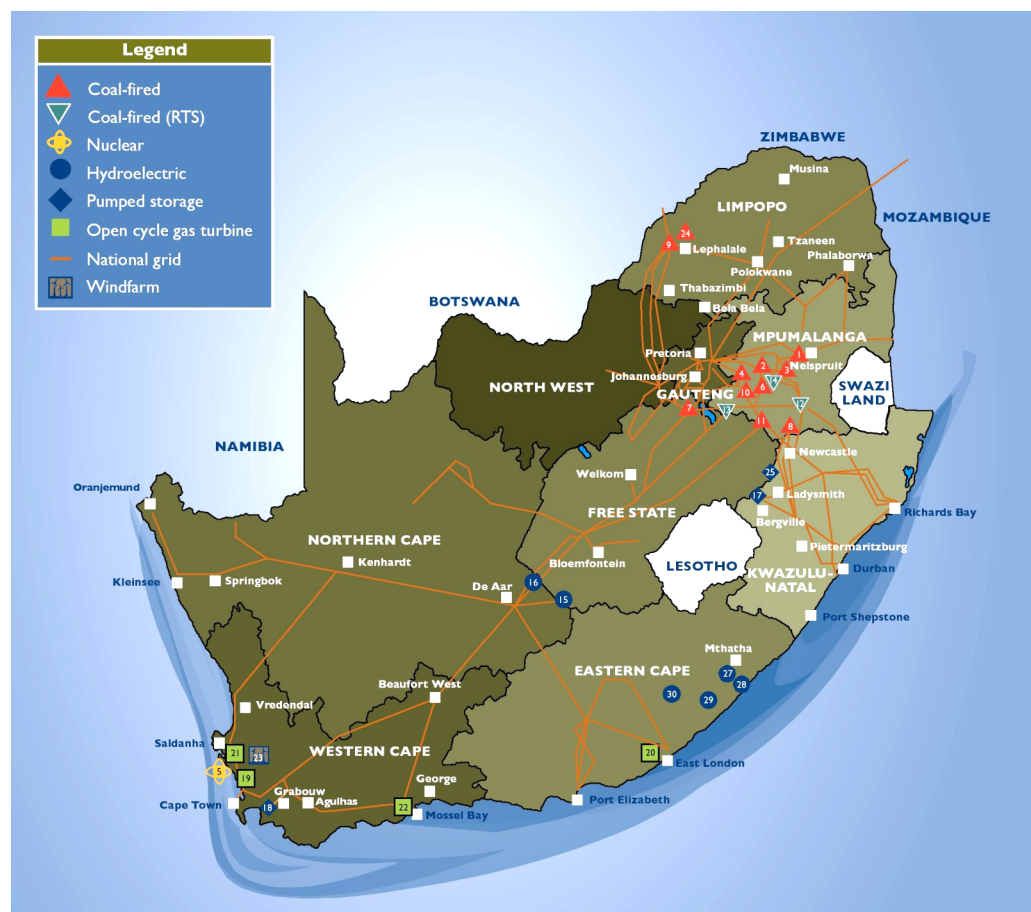 Legend
Coal-fired
Coal-fired (RTS)
Nuclear
Hydroelectric
Pumped storage
Open cycle gas turbine
National grid
Windfarm
ZIMBABWE
Musina
LIMPOPO
MOZAMBIQUE
24
9
Lephalale
Tzaneen
Polokwane
Phalaborwa
Thabazimbi
BOTSWANA
Bela Bela
MPUMALANGA
Pretoria
1
2
3
Nelspruit
4
Johannesburg
14
6
10
NORTH WEST
GAUTENG
SWAZI
LAND
7
13
12
11
8
NAMIBIA
Newcastle
Welkom
25
Oranjemund
17
Ladysmith
Richards Bay
Bergville
FREE STATE
NORTHERN CAPE
Pietermaritzburg
Kenhardt
Bloemfontein
LESOTHO
Durban
KWAZULU-
NATAL
Kleinsee
Springbok
De Aar
16
15
Port Shepstone
Mthatha
EASTERN CAPE
27
28
29
30
Beaufort West
Vredendal
Saldanha
21
23
WESTERN CAPE
20
East London
5
19
George
Grabouw
Cape Town
18
Agulhas
22
Mossel Bay
Port Elizabeth